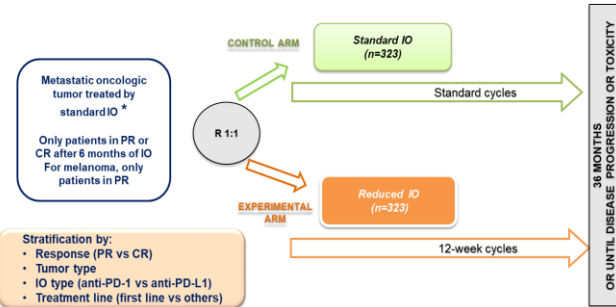 Metastatic oncologic
tumor treated by
standard IO *
Only patients in PR or
CR after 6 months of IO
For melanoma, only
patients in PR
CONTROL ARM
Standard IO
(n=323)
Standard cycles
R 1:1
EXPERIMENTAL
ARM
Reduced IO
(n=323)
12-week cycles
Stratification by:
• Response (PR vs CR)
• Tumor type
• IO type (anti-PD-1 vs anti-PD-L1)
• Treatment line (first line vs others)
36 MONTHS
OR UNTIL DISEASE PROGRESSION OR TOXICITY